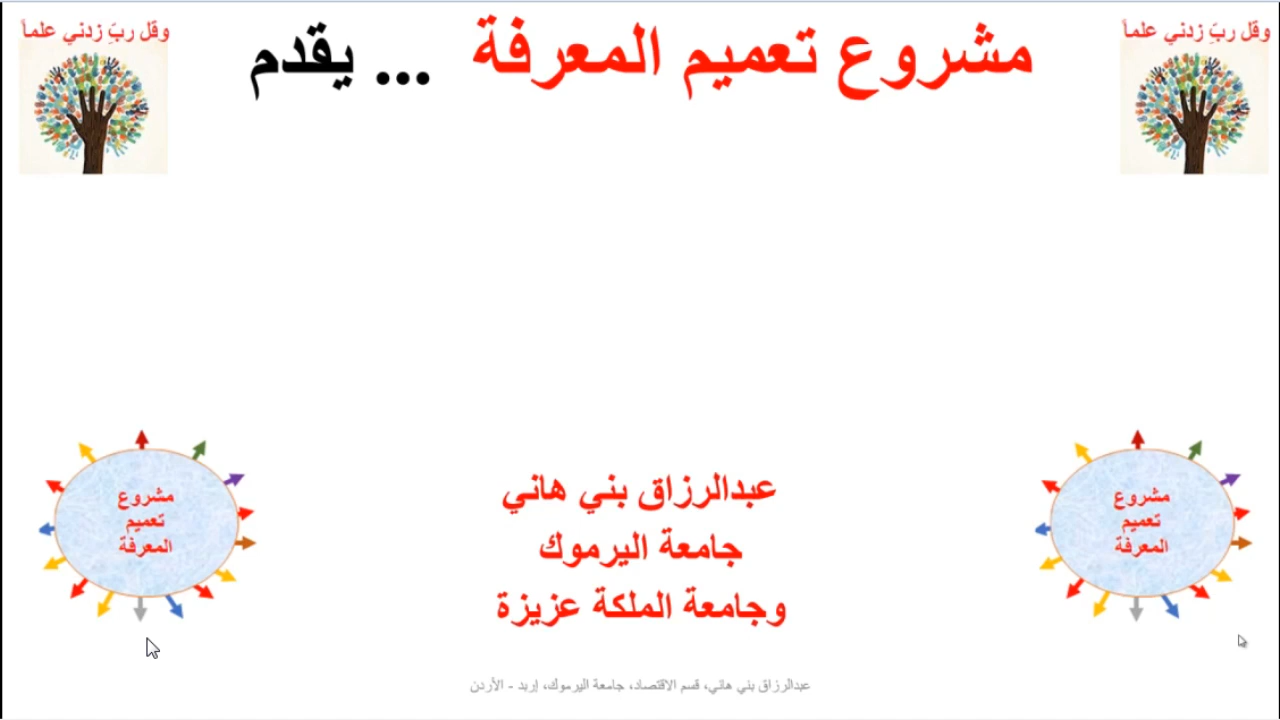 وقل ربِّ زدني علماً
مشروع تعميم المعرفة ... يقدم
وقل ربِّ زدني علماً
مشروع
تعميم
المعرفة
عبدالرزاق بني هاني
جامعة اليرموك
وجامعة الملكة عزيزة
مشروع
تعميم
المعرفة
عبدالرزاق بني هاني، قسم الاقتصاد، جامعة اليرموك، إربد - الأردن